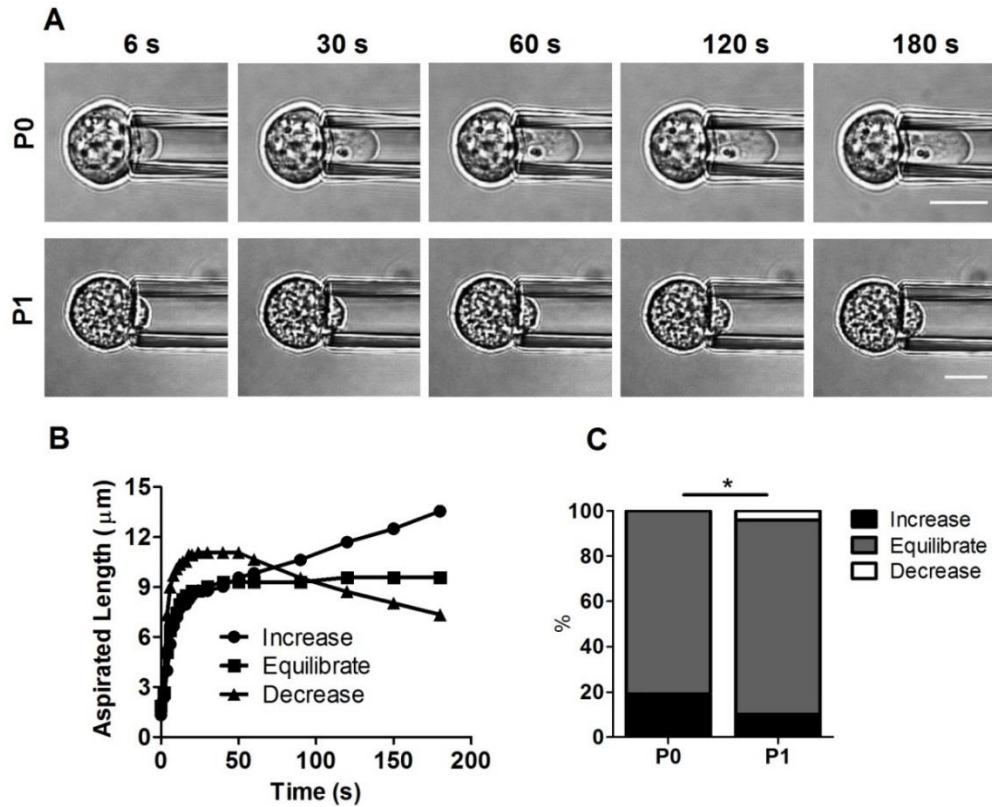 A
6 s 30 s 60 s 120 s 180 s
P0
P1
B
15
12
9
6
3
0
Aspirated Length (μm)
Increase
Equilibrate
Decrease
0 50 100 150 200
Time (s)
C
*
100
80
60
40
20
0
%
P0 P1
Increase
Equilibrate
Decrease